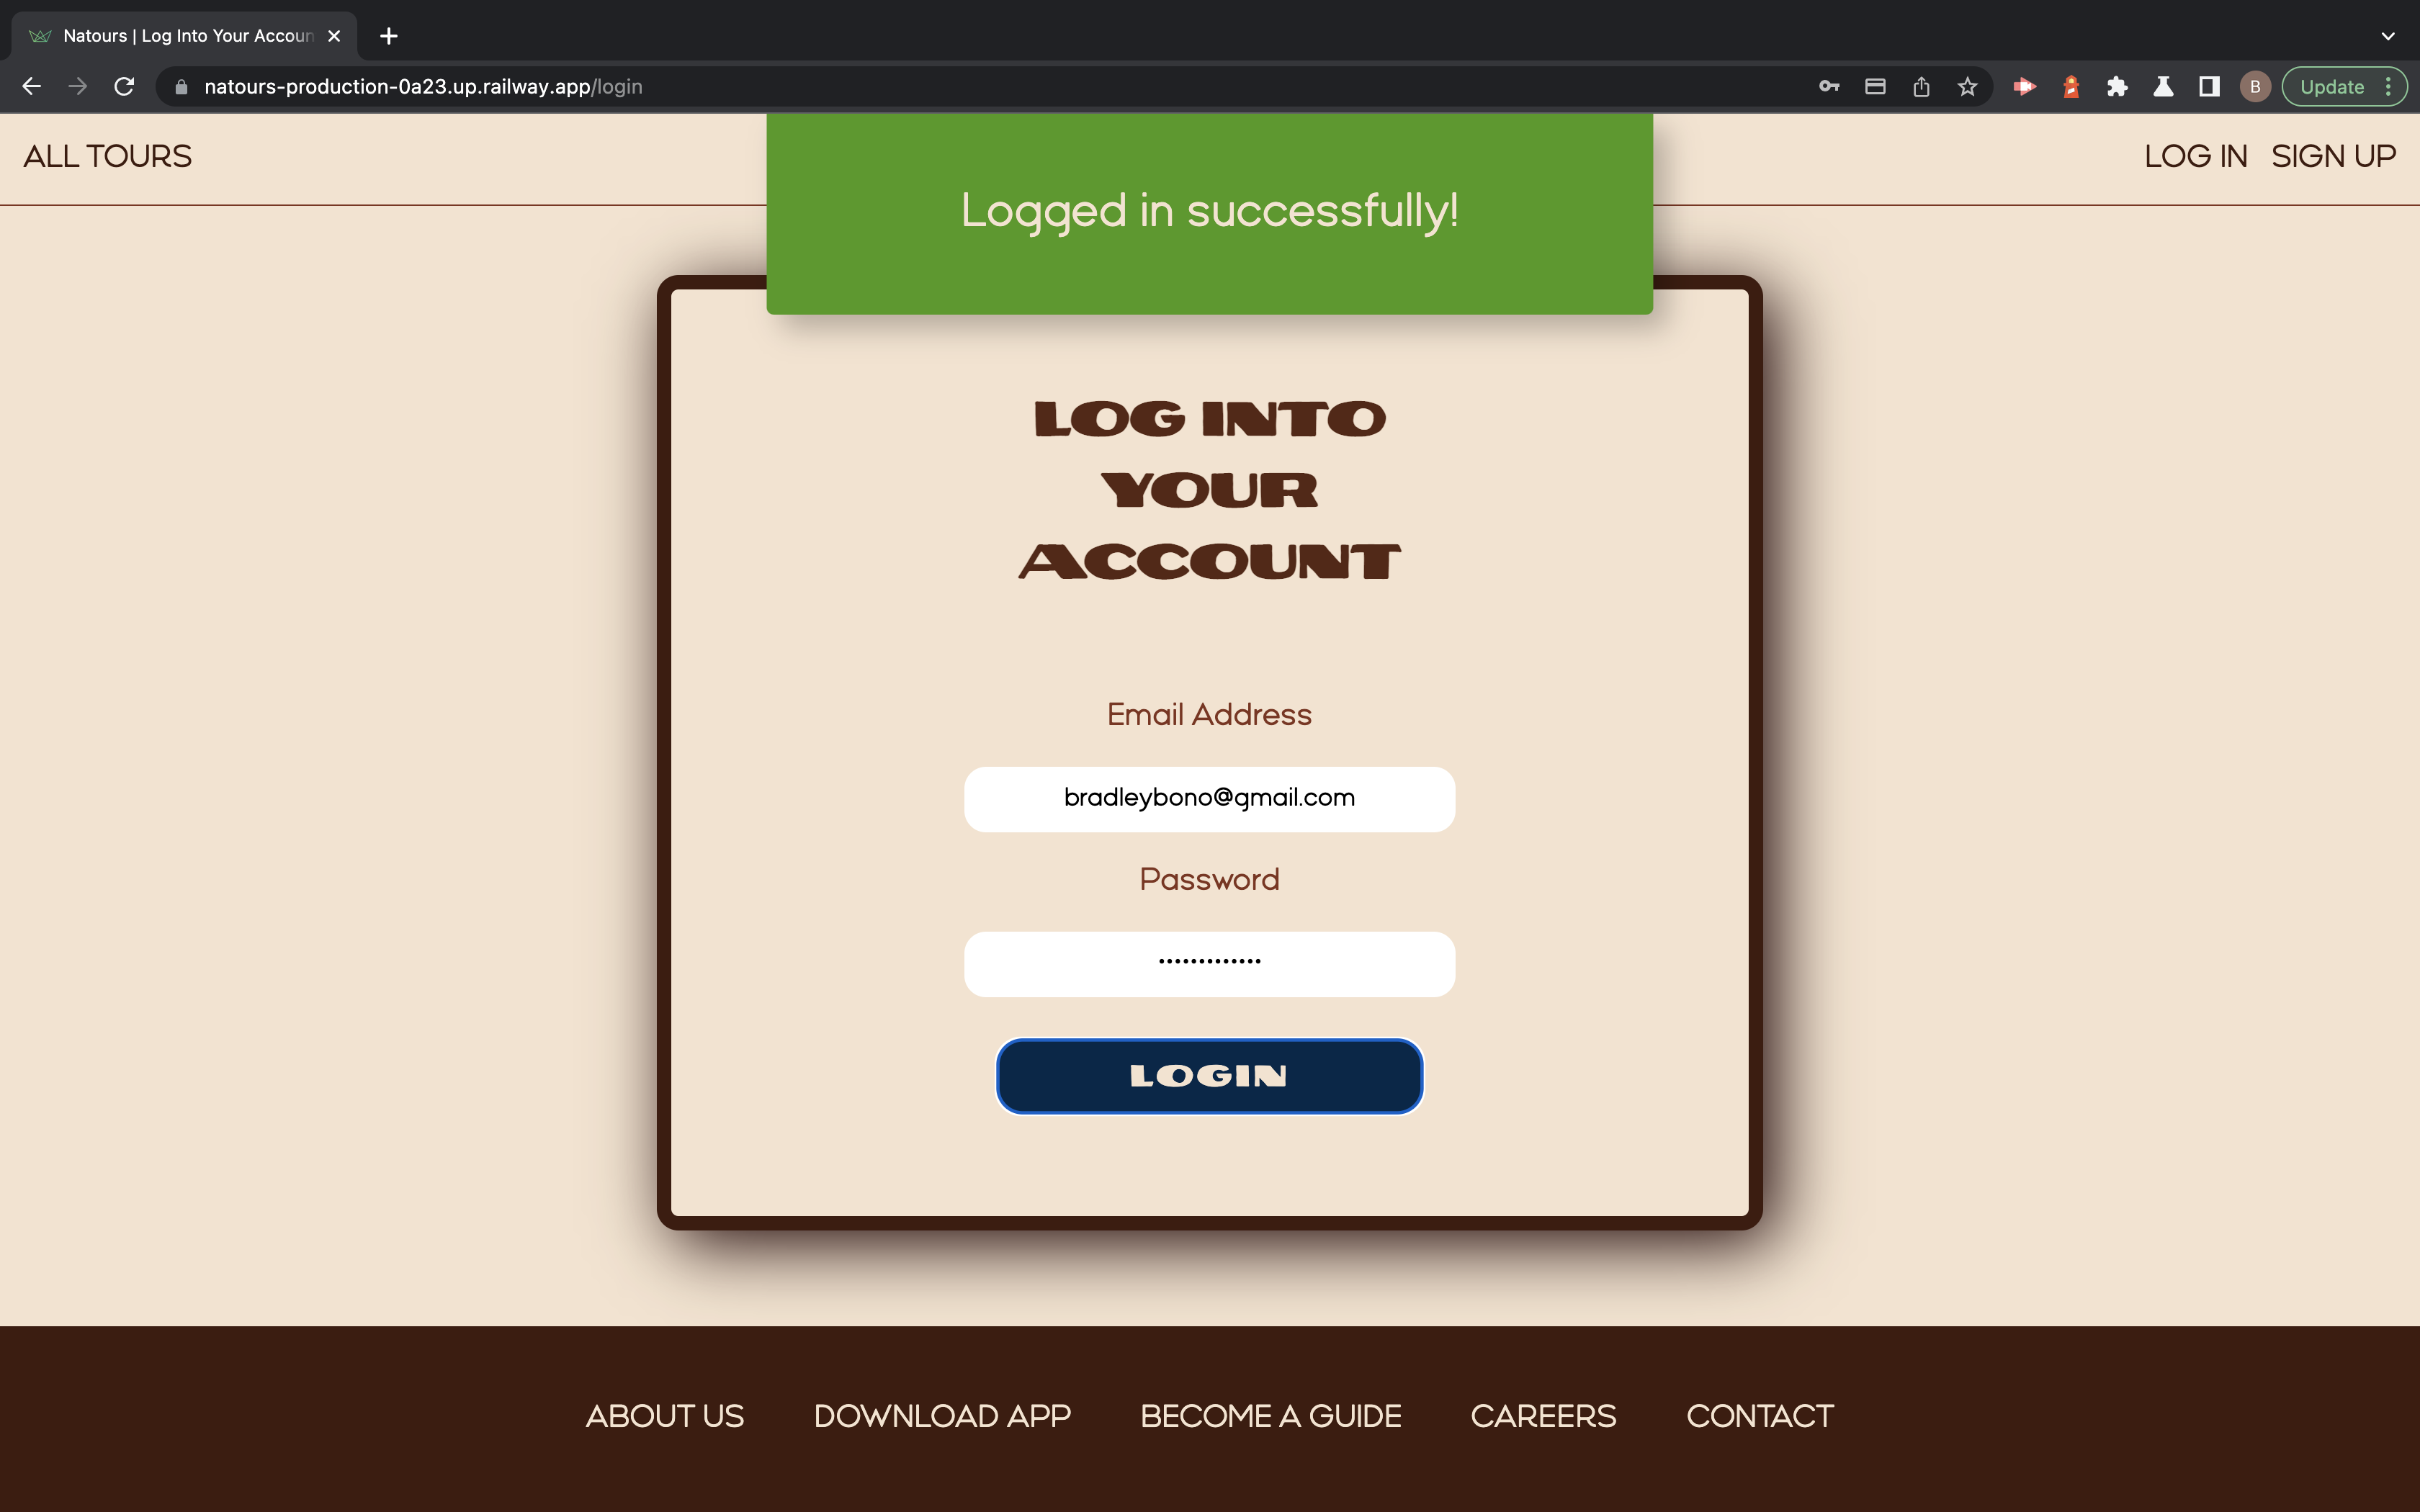 Natours | Log Into Your Accoun
natours-production-0a23.up.railway.app/login
B
Update
ALL TOURS
LOG IN SIGN UP
Logged in successfully!
LOG INTO
YOUR
ACCOUNT
Email Address
bradleybono@gmail.com
Password
•••••••••••••
LOGIN
ABOUT US DOWNLOAD APP BECOME A GUIDE CAREERS CONTACT